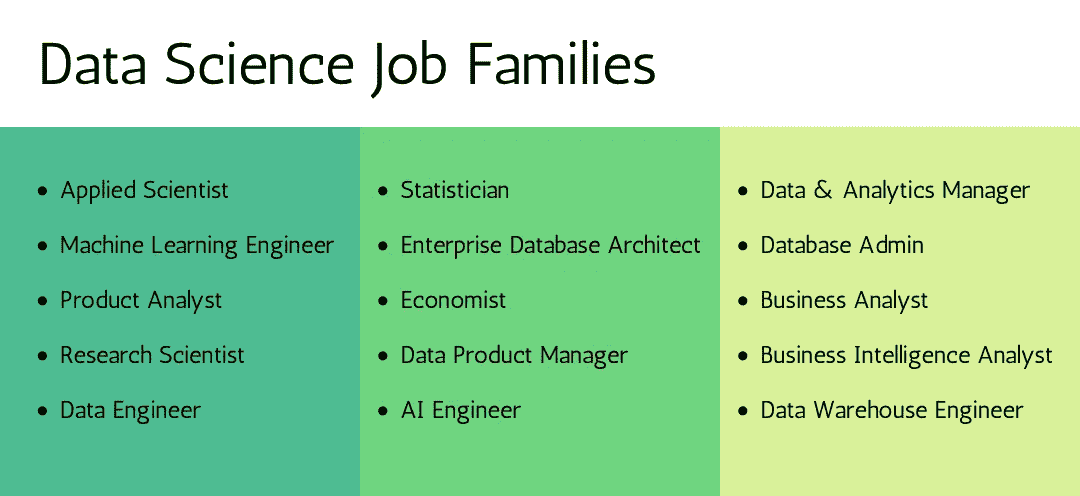 Data Science Job Families
• Applied Scientist
• Machine Learning Engineer
• Product Analyst
• Research Scientist
• Data Engineer
• Statistician
• Enterprise Database Architect
• Economist
• Data Product Manager
• AI Engineer
• Data & Analytics Manager
• Database Admin
• Business Analyst
• Business Intelligence Analyst
• Data Warehouse Engineer